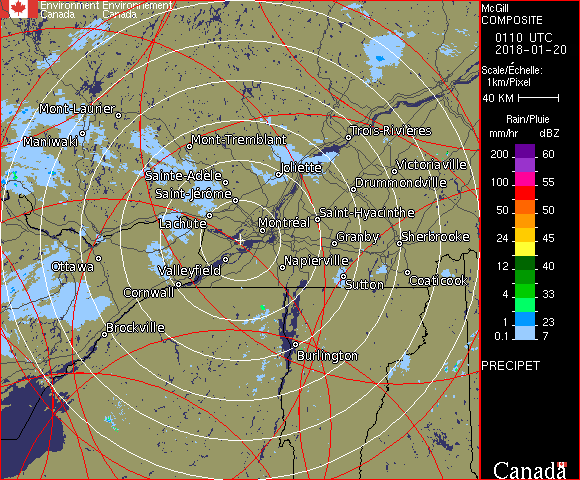 Environment Environnement
Canada Canada
McGill
COMPOSITE
0110 UTC
2018-01-20
Scale/Échelle:
1km/Pixel
40 KM
Rain/Pluie
mm/hr dBZ
200 60
100 55
50 50
24 45
12 40
4 33
1 23
0.1 7
PRECIPET
Canada
Mont-Laurier
Maniwaki
Mont-Tremblant
Trois-Rivières
Sainte-Adèle
Joliette
Victoriaville
Drummondville
Saint-Jérôme
Lachute
Montréal
Saint-Hyacinthe
Granby
Sherbrooke
Ottawa
Valleyfield
Napierville
Sutton
Coaticook
Cornwall
Brockville
Burlington